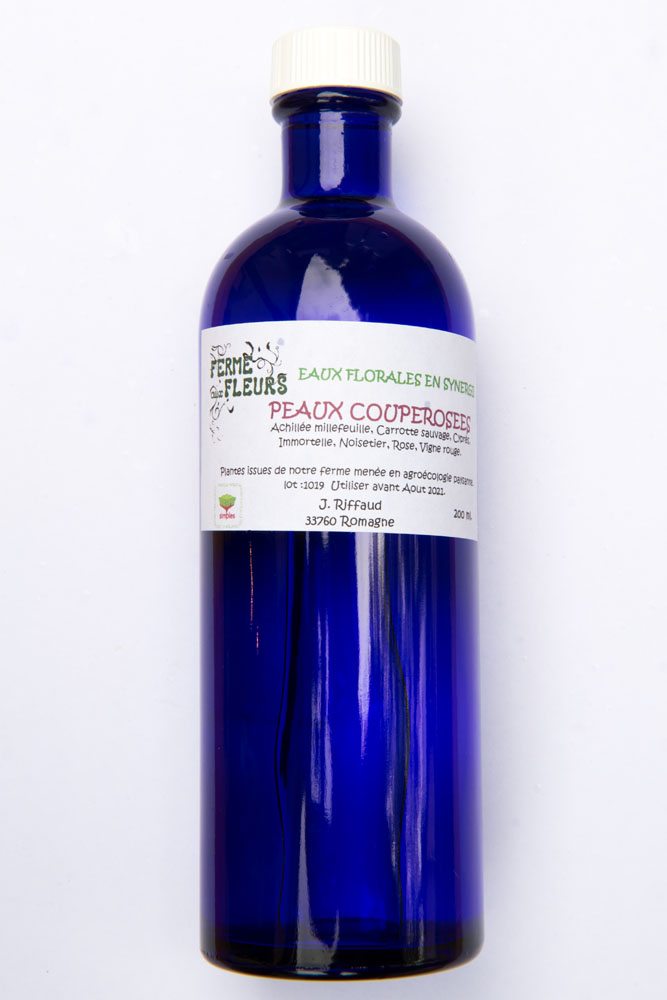 FERME
aux FLEURS
EAUX FLORALES EN SYNERGIE
PEAUX COUPEROSEES
Achillée millefeuille, Carrotte sauvage, Cyprès,
Immortelle, Noisetier, Rose, Vigne rouge.
Plantes issues de notre ferme menée en agroécologie paysanne.
lot :1019 Utiliser avant Aout 2021.
J. Riffaud
200 ml.
33760 Romagne
simples